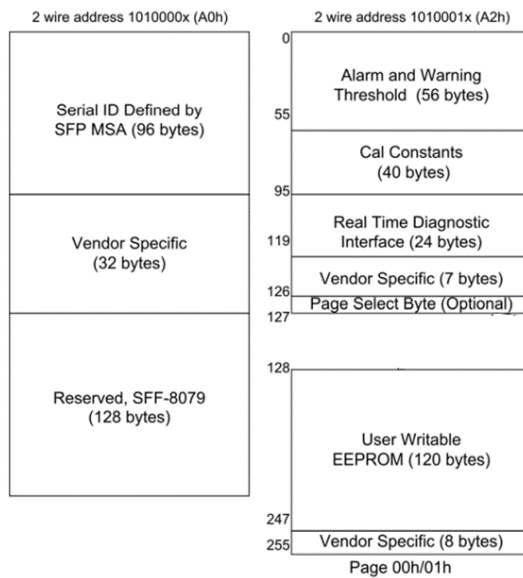 2 wire address 1010000x (A0h)
Serial ID Defined by
SFP MSA (96 bytes)
Vendor Specific
(32 bytes)
Reserved, SFF-8079
(128 bytes)
2 wire address 1010001x (A2h)
0
Alarm and Warning
Threshold (56 bytes)
55
Cal Constants
(40 bytes)
95
Real Time Diagnostic
Interface (24 bytes)
119
Vendor Specific (7 bytes)
126
Page Select Byte (Optional)
127
128
User Writable
EEPROM (120 bytes)
247
Vendor Specific (8 bytes)
255
Page 00h/01h